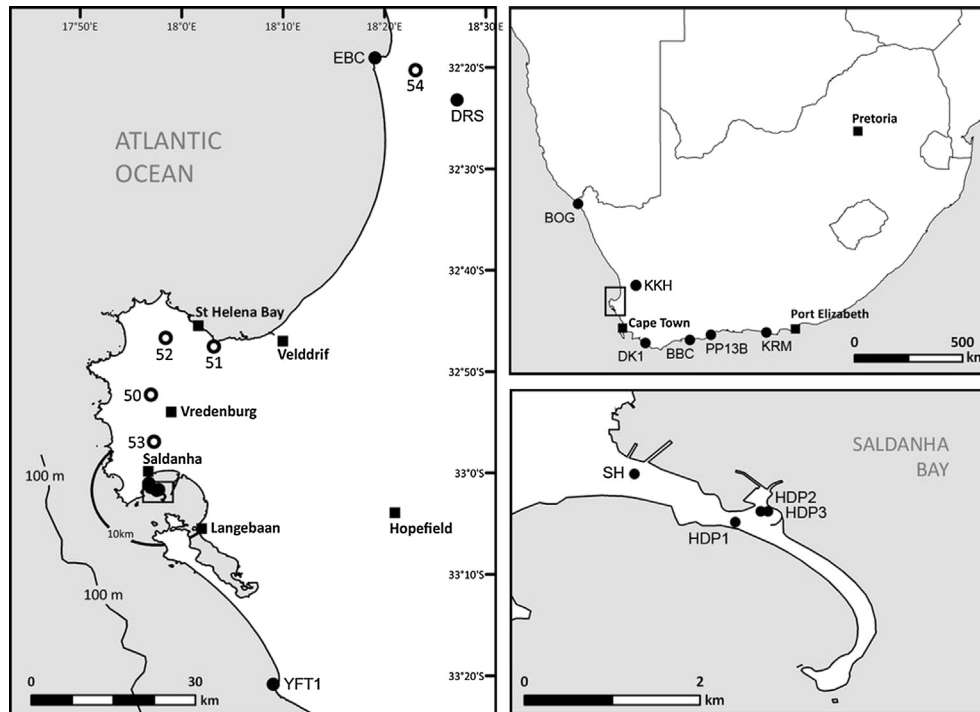 17°50'E
18°0'
18°10'
18°20'
18°30'E
EBC
32°20'S
54
DRS
ATLANTIC
OCEAN
32°30'S
32°40'S
St Helena Bay
52
51
Velddrif
32°50'S
50
Vredenburg
53
Saldanha
100 m
33°0'S
10km
Langebaan
Hopefield
100 m
33°10'S
33°20'S
YFT1
0
30
km
Pretoria
BOG
KKH
Cape Town
Port Elizabeth
DK1
BBC
PP13B
KRM
0
500
km
SALDANHA
BAY
SH
HDP2
HDP3
HDP1
0
2
km